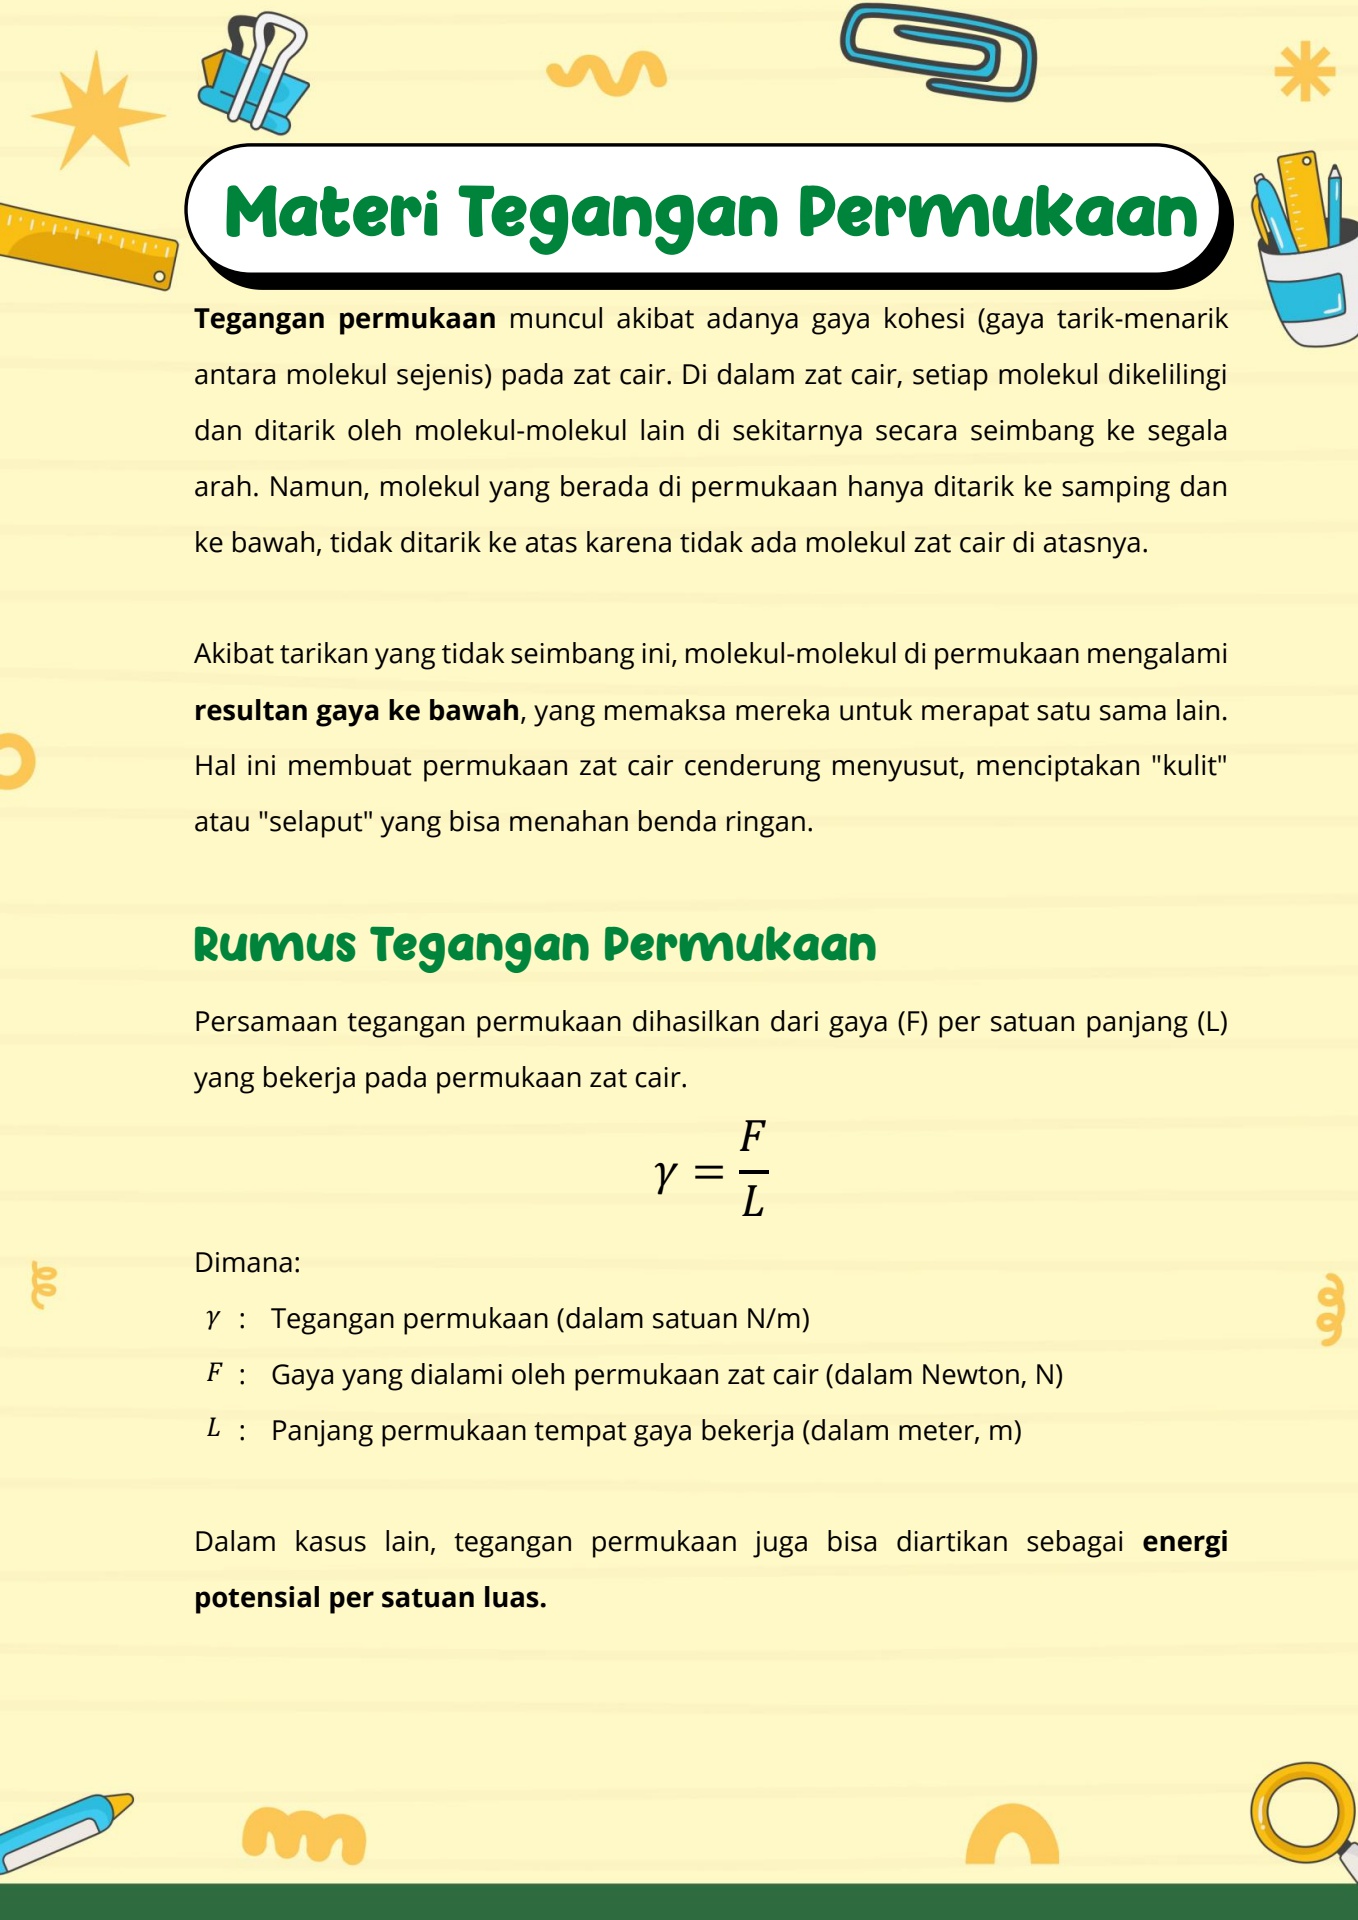 Materi Tegangan Permukaan
Tegangan permukaan muncul akibat adanya gaya kohesi (gaya tarik-menarik
antara molekul sejenis) pada zat cair. Di dalam zat cair, setiap molekul dikelilingi
dan ditarik oleh molekul-molekul lain di sekitarnya secara seimbang ke segala
arah. Namun, molekul yang berada di permukaan hanya ditarik ke samping dan
ke bawah, tidak ditarik ke atas karena tidak ada molekul zat cair di atasnya.
Akibat tarikan yang tidak seimbang ini, molekul-molekul di permukaan mengalami
resultan gaya ke bawah, yang memaksa mereka untuk merapat satu sama lain.
Hal ini membuat permukaan zat cair cenderung menyusut, menciptakan "kulit"
atau "selaput" yang bisa menahan benda ringan.
Rumus Tegangan Permukaan
Persamaan tegangan permukaan dihasilkan dari gaya (F) per satuan panjang (L)
yang bekerja pada permukaan zat cair.
γ = F/L
Dimana:
γ : Tegangan permukaan (dalam satuan N/m)
F : Gaya yang dialami oleh permukaan zat cair (dalam Newton, N)
L : Panjang permukaan tempat gaya bekerja (dalam meter, m)
Dalam kasus lain, tegangan permukaan juga bisa diartikan sebagai energi
potensial per satuan luas.